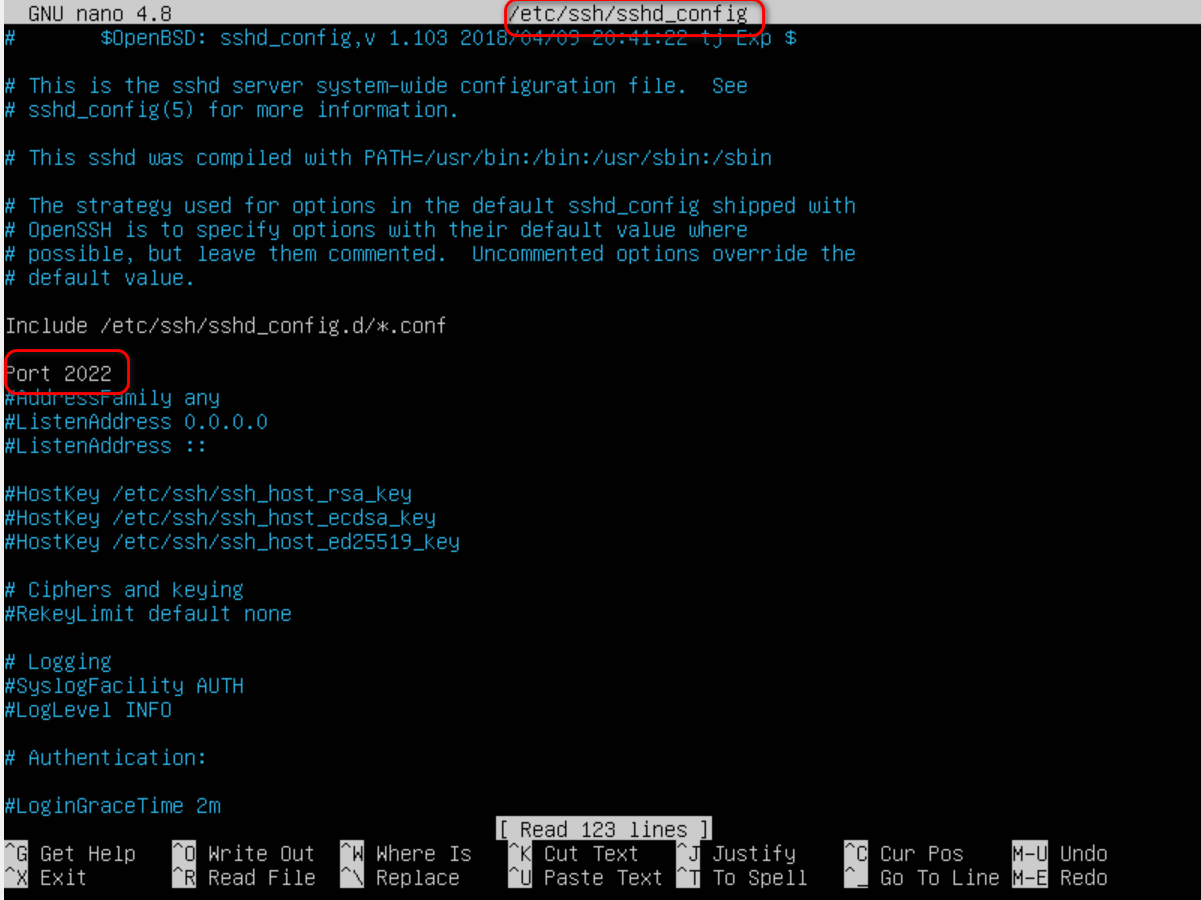 GNU nano 4.8 /etc/ssh/sshd_config
# $OpenBSD: sshd_config,v 1.103 2018/04/09 20:41:22 tj Exp $
# This is the sshd server system-wide configuration file. See
# sshd_config(5) for more information.
# This sshd was compiled with PATH=/usr/bin:/bin:/usr/sbin:/sbin
# The strategy used for options in the default sshd_config shipped with
# OpenSSH is to specify options with their default value where
# possible, but leave them commented. Uncommented options override the
# default value.
Include /etc/ssh/sshd_config.d/*.conf
Port 2022
#AddressFamily any
#ListenAddress 0.0.0.0
#ListenAddress ::
#HostKey /etc/ssh/ssh_host_rsa_key
#HostKey /etc/ssh/ssh_host_ecdsa_key
#HostKey /etc/ssh/ssh_host_ed25519_key
# Ciphers and keying
#RekeyLimit default none
# Logging
#SyslogFacility AUTH
#LogLevel INFO
# Authentication:
#LoginGraceTime 2m
[ Read 123 lines ]
^G Get Help ^O Write Out ^W Where Is ^K Cut Text ^J Justify ^C Cur Pos M-U Undo
^X Exit ^R Read File ^\ Replace ^U Paste Text ^T To Spell ^_ Go To Line M-E Redo